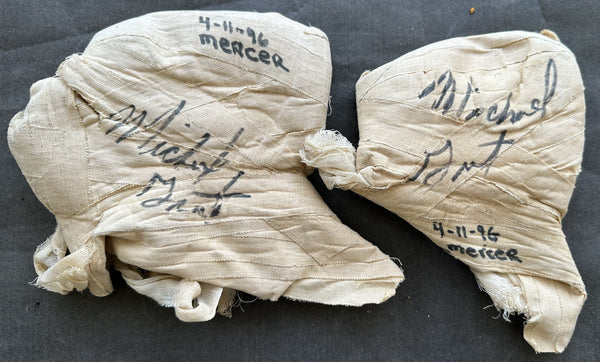 4-11-96
MERCER
Michael
Grant
Michael
Grant
4-11-96
MERCER